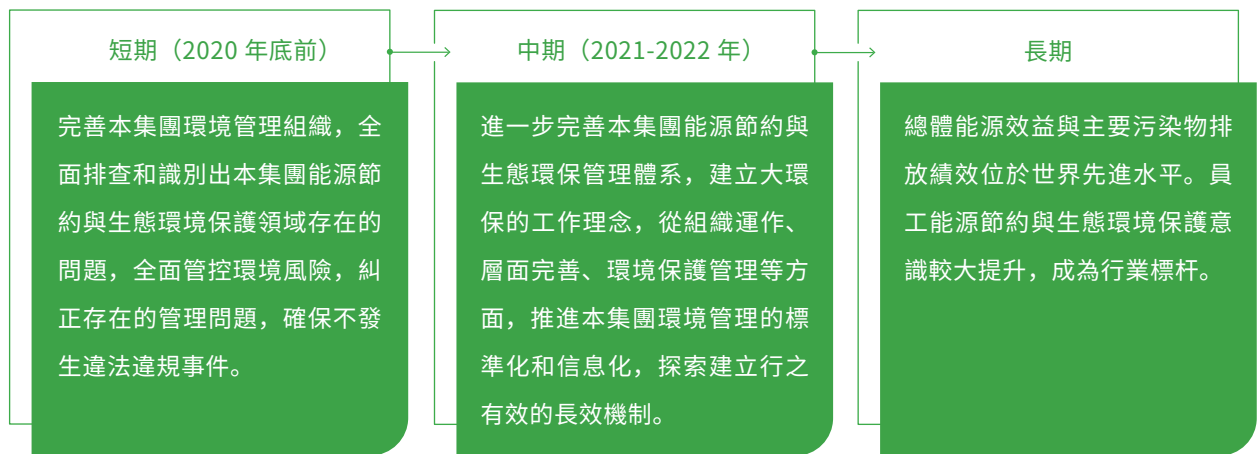 短期（2020 年底前）
完善本集團環境管理組織，全
面排查和識別出本集團能源節
約與生態環境保護領域存在的
問題，全面管控環境風險，糾
正存在的管理問題，確保不發
生違法違規事件。
中期（2021-2022 年）
進一步完善本集團能源節約與
生態環保管理體系，建立大環
保的工作理念，從組織運作、
層面完善、環境保護管理等方
面，推進本集團環境管理的標
準化和信息化，探索建立行之
有效的長效機制。
長期
總體能源效益與主要污染物排
放績效位於世界先進水平。員
工能源節約與生態環境保護意
識較大提升，成為行業標杆。